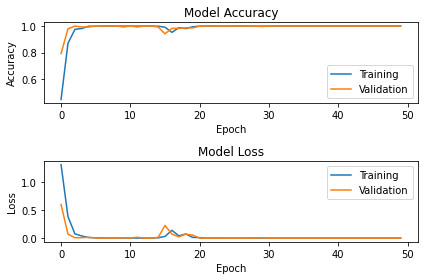 Model Accuracy
1.0
0.8
0.6
Accuracy
Training
Validation
0 10 20 30 40 50
Epoch
Model Loss
1.0
0.5
0.0
Loss
Training
Validation
0 10 20 30 40 50
Epoch